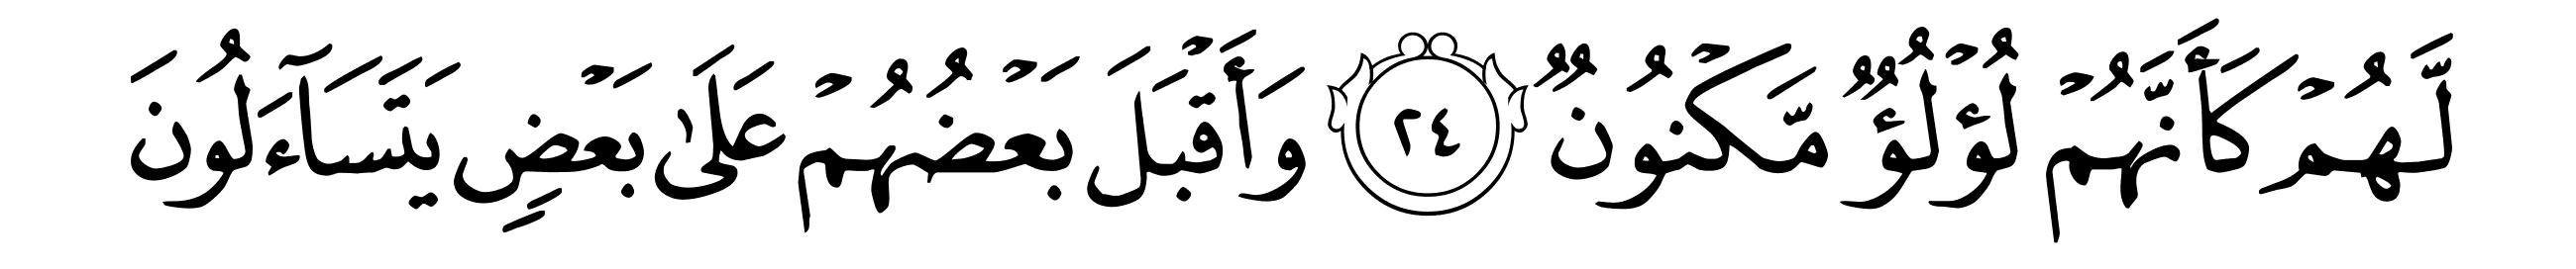 لَّهُمْ كَأَنَّهُمْ لُؤْلُؤٌ مَّكْنُونٌ ٢٤ وَأَقْبَلَ بَعْضُهُمْ عَلَىٰ بَعْضٍ يَتَسَآءَلُونَ